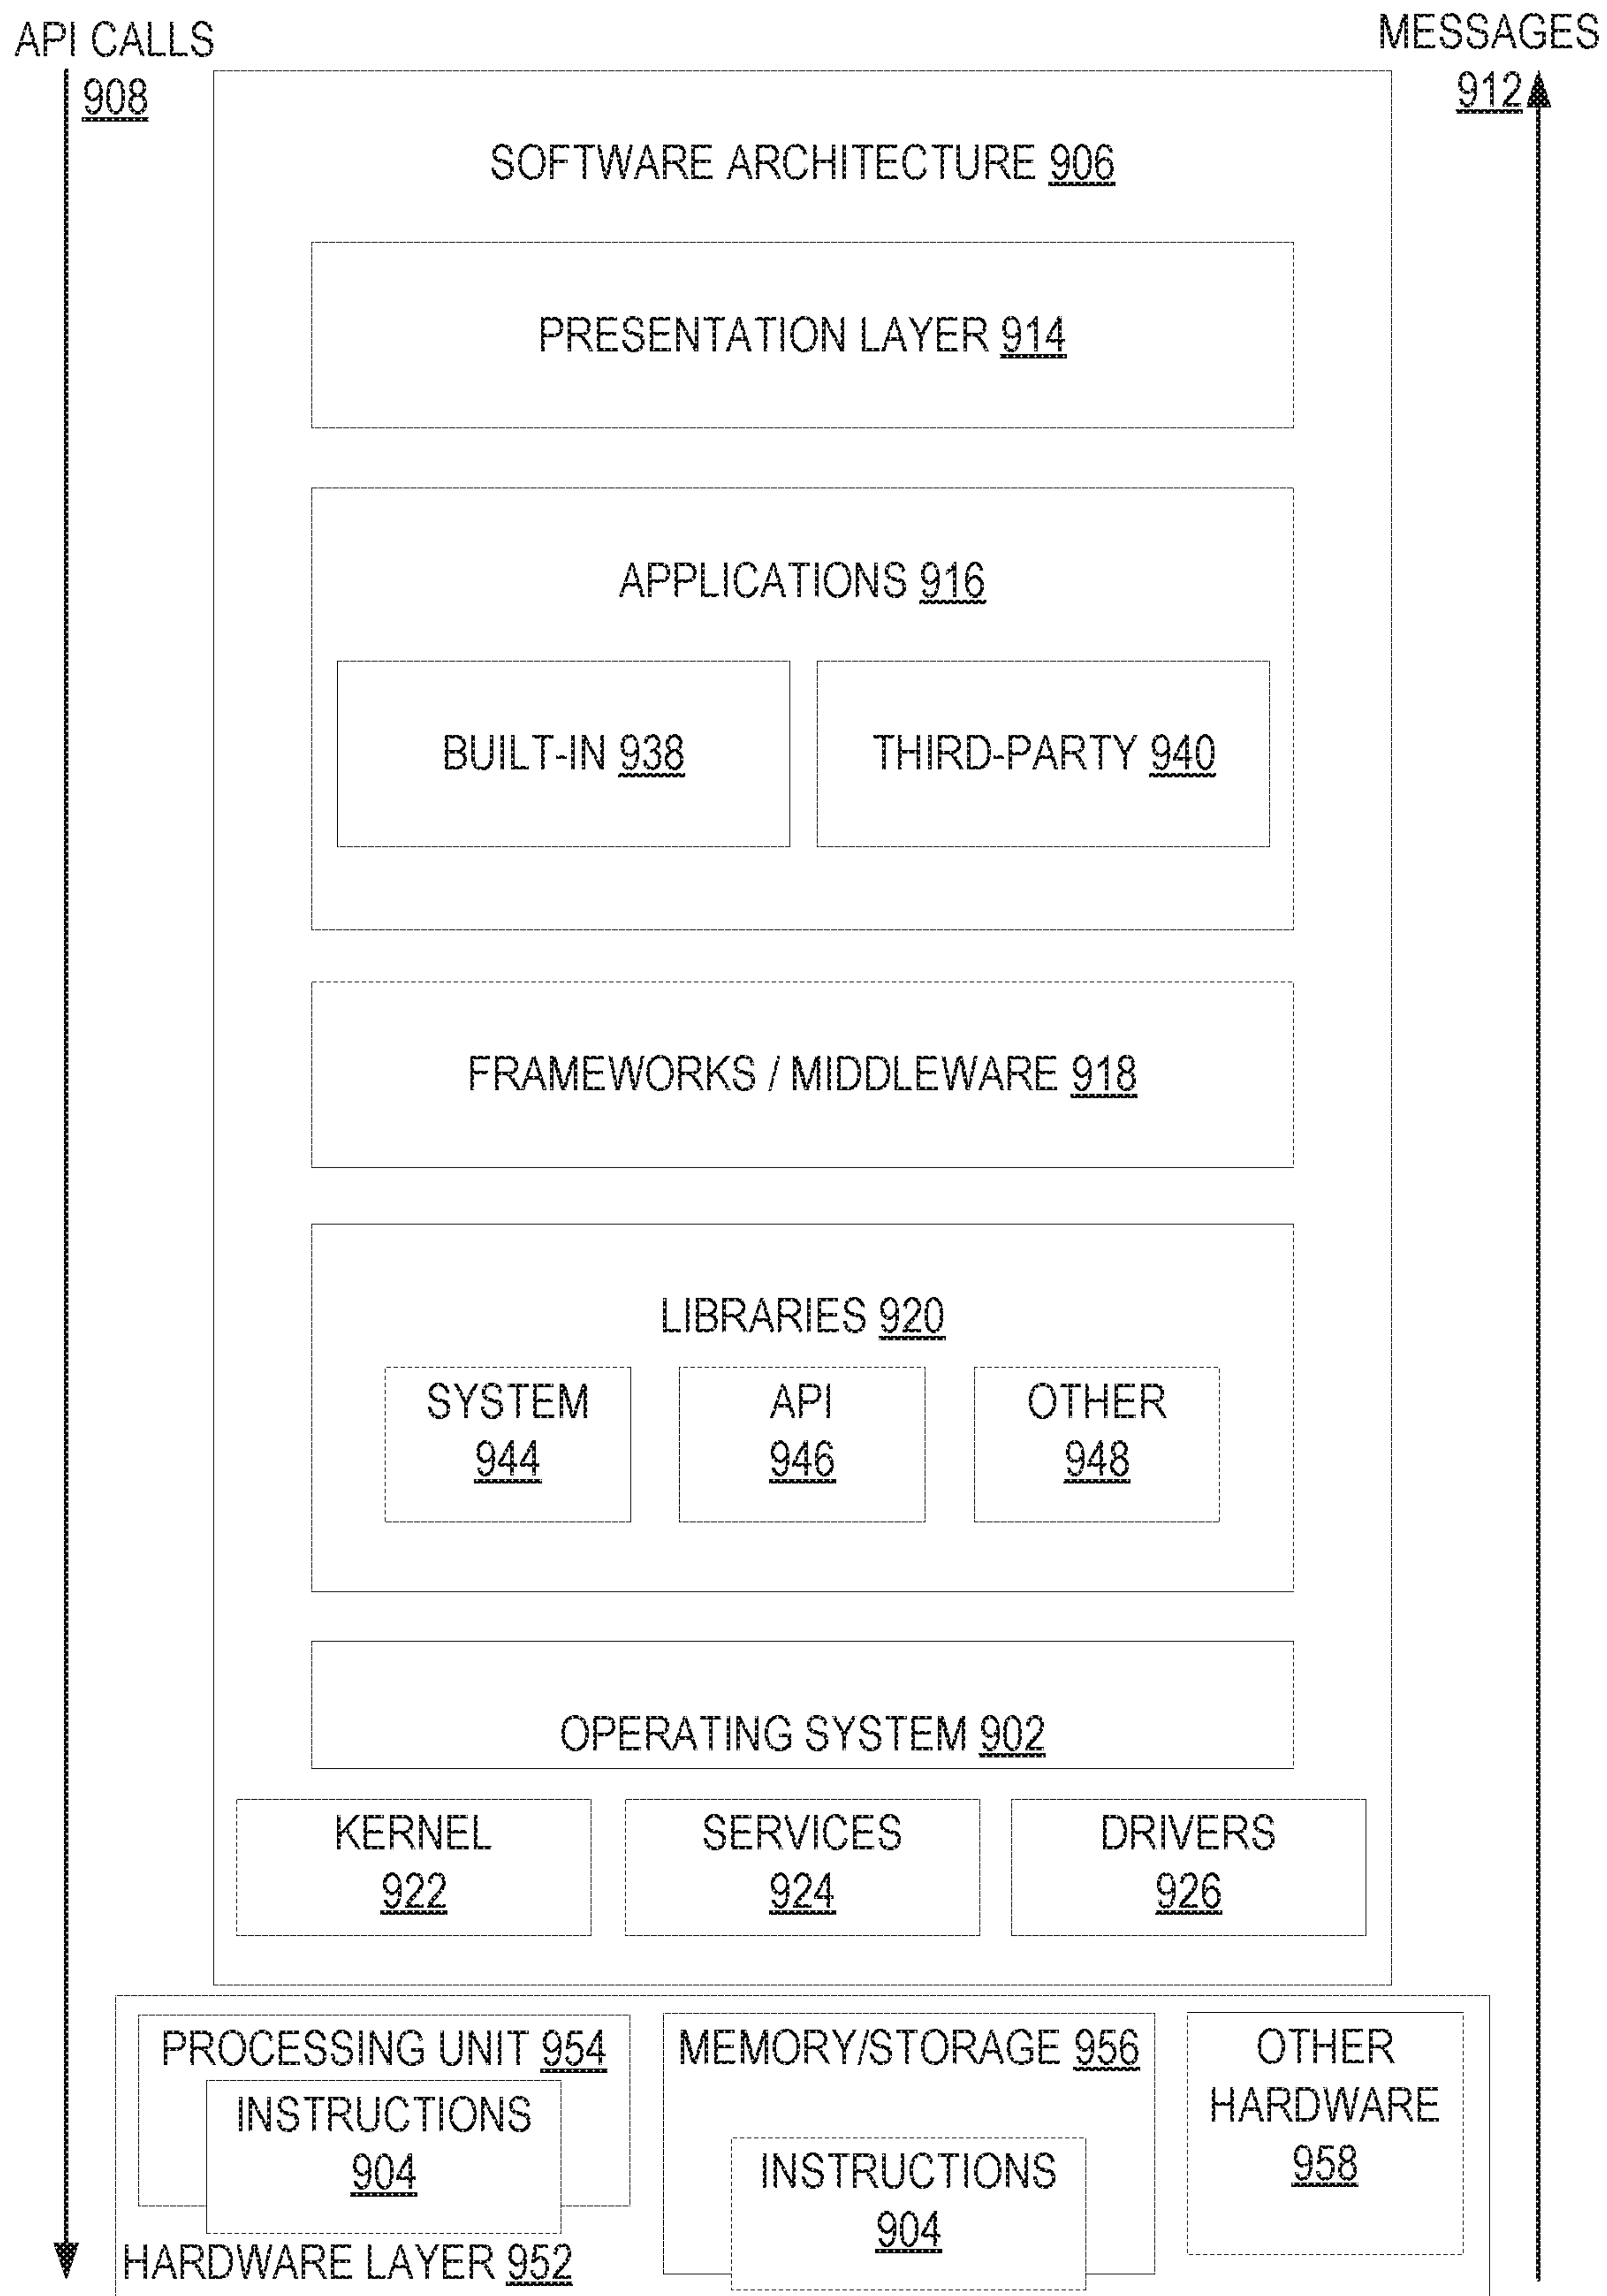 API CALLS
908
MESSAGES
912
SOFTWARE ARCHITECTURE 906
PRESENTATION LAYER 914
APPLICATIONS 916
BUILT-IN 938
THIRD-PARTY 940
FRAMEWORKS / MIDDLEWARE 918
LIBRARIES 920
SYSTEM
944
API
946
OTHER
948
OPERATING SYSTEM 902
KERNEL
922
SERVICES
924
DRIVERS
926
PROCESSING UNIT 954
INSTRUCTIONS
904
MEMORY/STORAGE 956
INSTRUCTIONS
904
OTHER
HARDWARE
958
HARDWARE LAYER 952